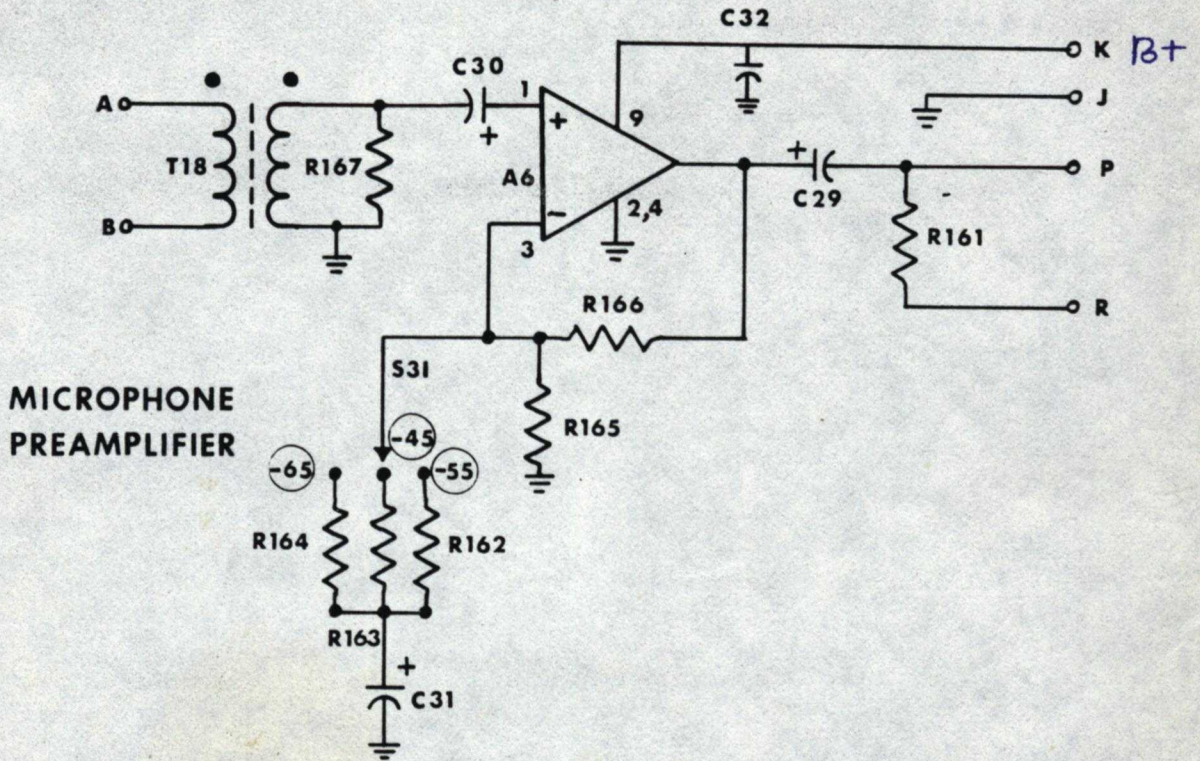 C32
K B+
C30
J
A
1
+
9
+
T18
R167
A6
+
P
B
−
2,4
C29
3
R161
R166
R
S31
MICROPHONE
PREAMPLIFIER
-45
R165
-65
-55
R164
R162
R163
+
C31